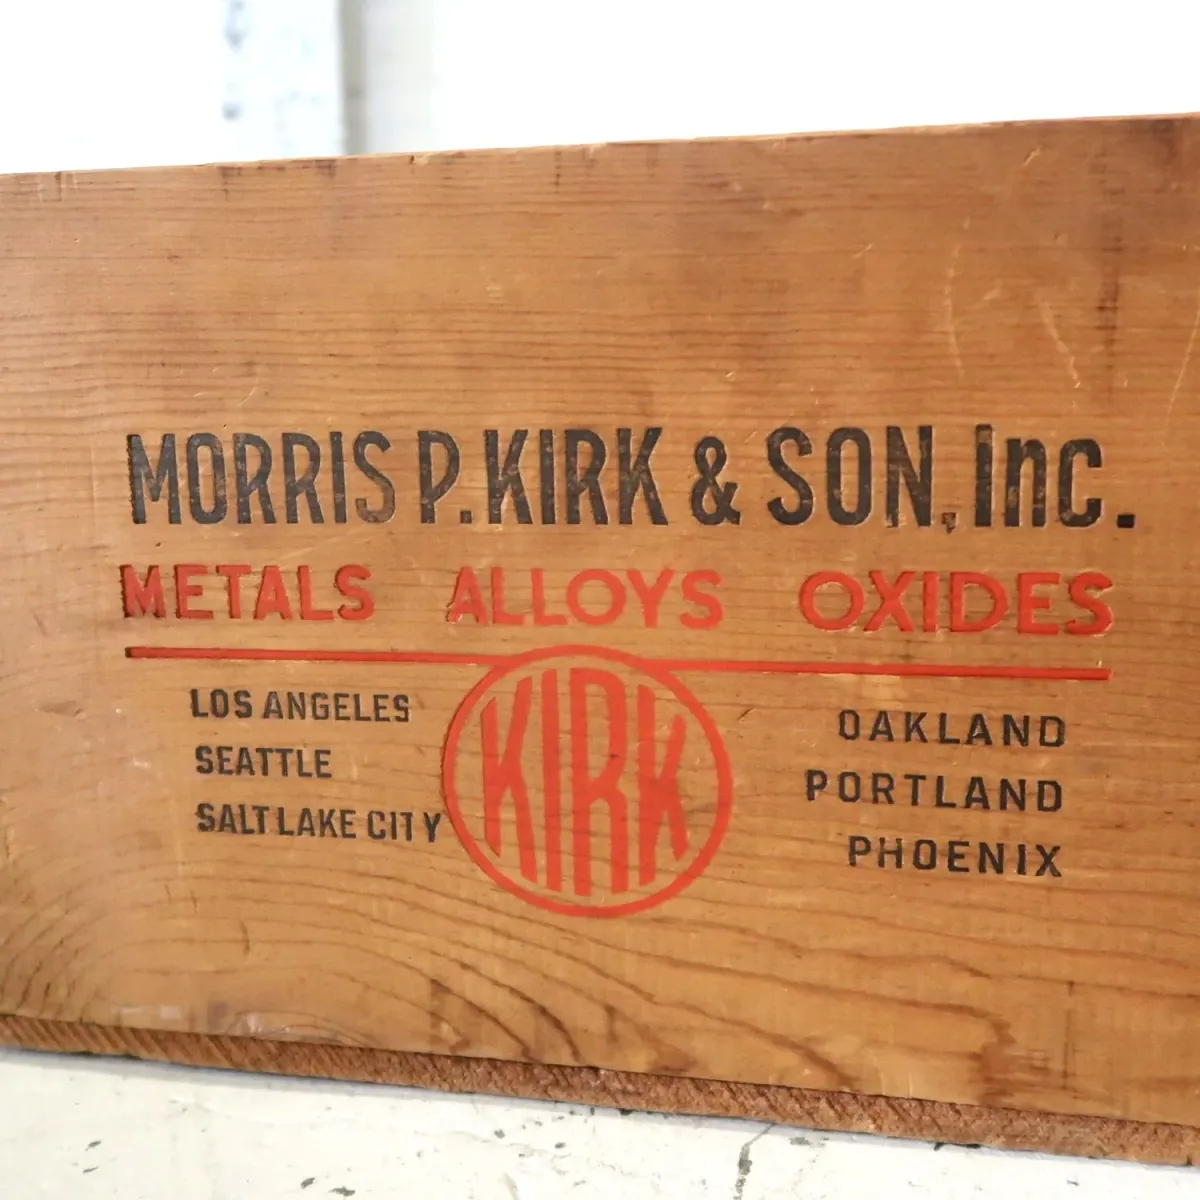 MORRIS P. KIRK & SON, Inc.
METALS ALLOYS OXIDES
LOS ANGELES
SEATTLE
SALT LAKE CITY
KIRK
OAKLAND
PORTLAND
PHOENIX